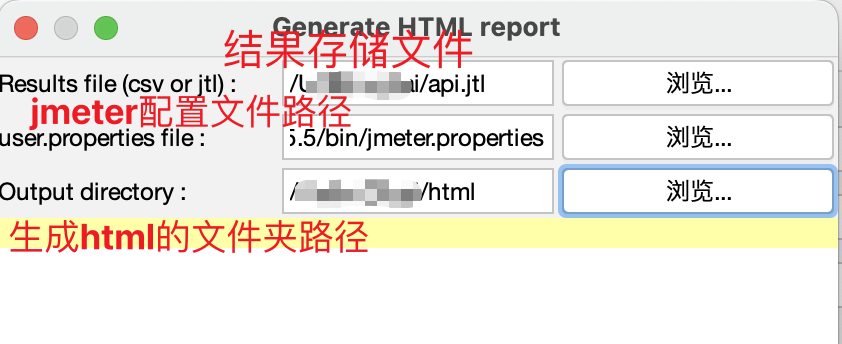 Generate HTML report
结果存储文件
Results file (csv or jtl) : /api.jtl 浏览...
jmeter配置文件路径
user.properties file : 5.5/bin/jmeter.properties 浏览...
Output directory : /html 浏览...
生成html的文件夹路径